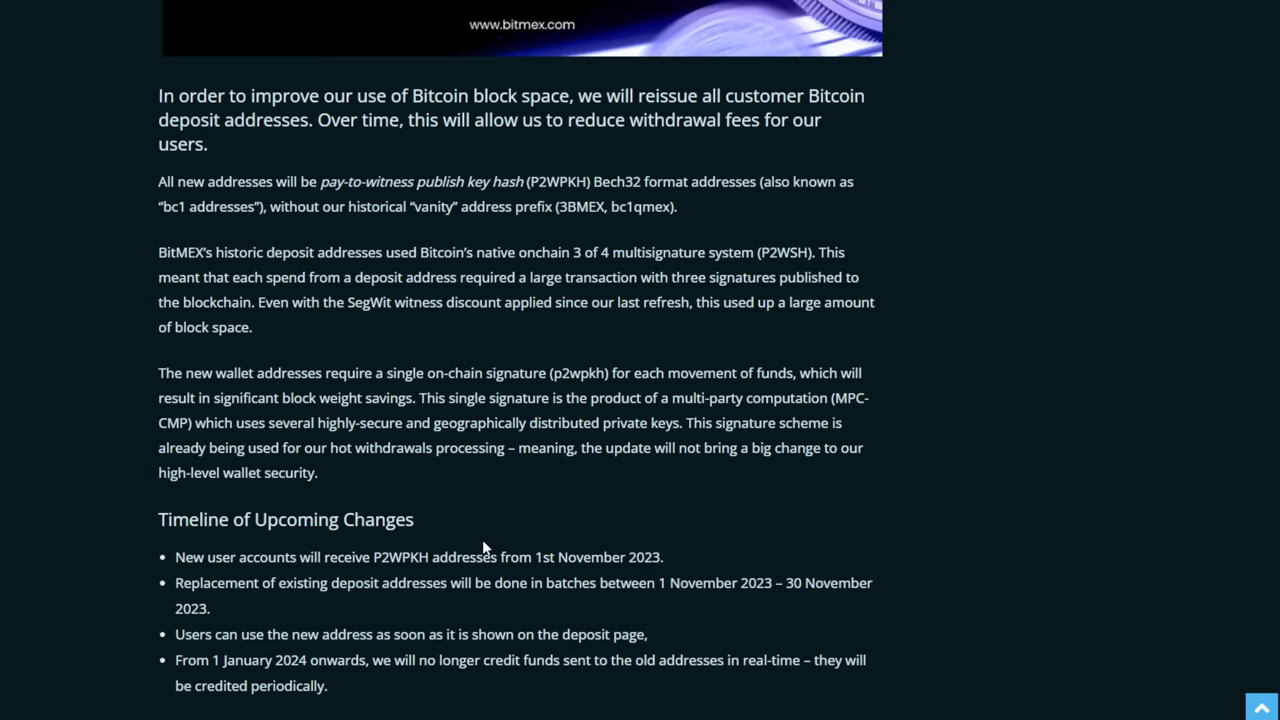 www.bitmex.com
In order to improve our use of Bitcoin block space, we will reissue all customer Bitcoin
deposit addresses. Over time, this will allow us to reduce withdrawal fees for our
users.
All new addresses will be pay-to-witness publish key hash (P2WPKH) Bech32 format addresses (also known as
“bc1 addresses”), without our historical “vanity” address prefix (3BMEX, bc1qmex).
BitMEX’s historic deposit addresses used Bitcoin’s native onchain 3 of 4 multisignature system (P2WSH). This
meant that each spend from a deposit address required a large transaction with three signatures published to
the blockchain. Even with the SegWit witness discount applied since our last refresh, this used up a large amount
of block space.
The new wallet addresses require a single on-chain signature (p2wpkh) for each movement of funds, which will
result in significant block weight savings. This single signature is the product of a multi-party computation (MPC-
CMP) which uses several highly-secure and geographically distributed private keys. This signature scheme is
already being used for our hot withdrawals processing – meaning, the update will not bring a big change to our
high-level wallet security.
Timeline of Upcoming Changes
• New user accounts will receive P2WPKH addresses from 1st November 2023.
• Replacement of existing deposit addresses will be done in batches between 1 November 2023 – 30 November
2023.
• Users can use the new address as soon as it is shown on the deposit page,
• From 1 January 2024 onwards, we will no longer credit funds sent to the old addresses in real-time – they will
be credited periodically.